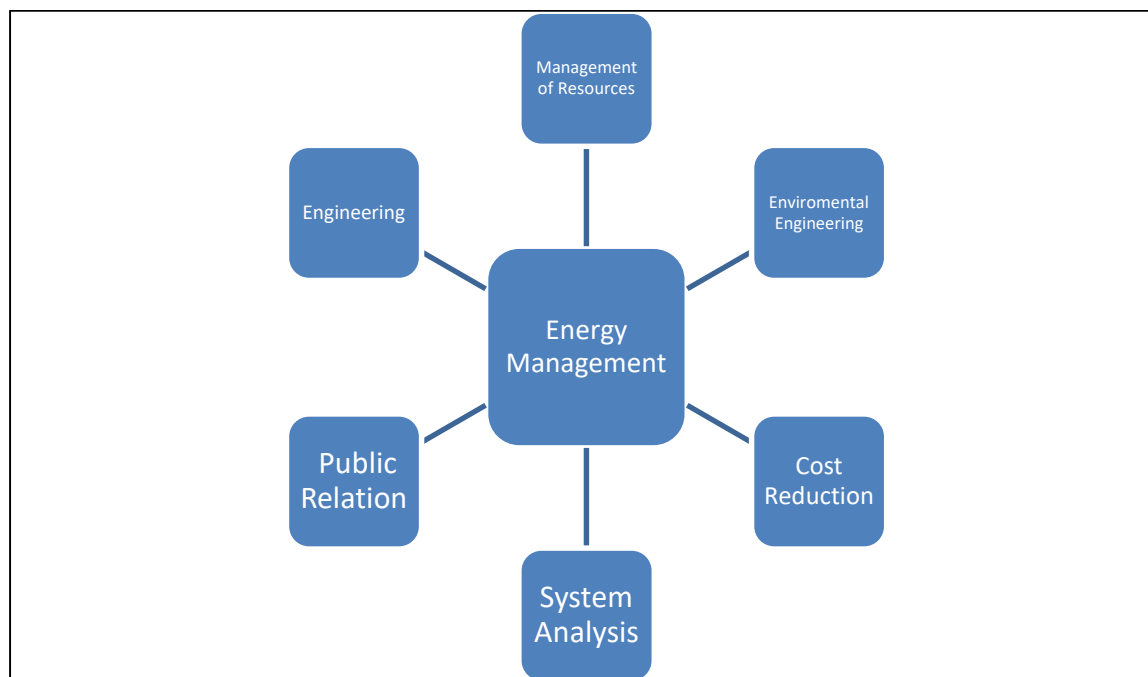 Management
of Resources
Engineering
Enviromental
Engineering
Energy
Management
Public
Relation
Cost
Reduction
System
Analysis